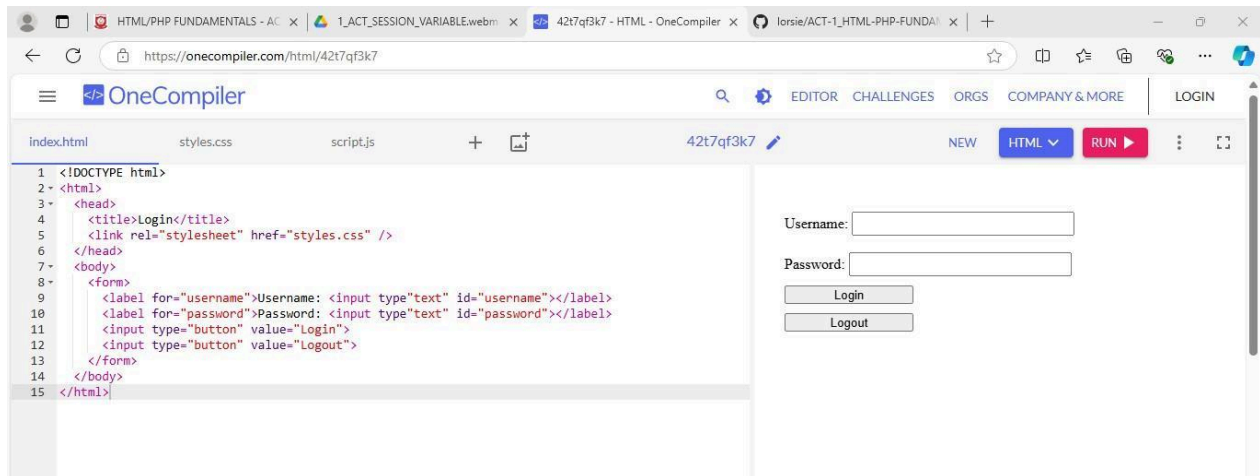 HTML/PHP FUNDAMENTALS - AC
1_ACT_SESSION_VARIABLE.webm
42t7qf3k7 - HTML - OneCompiler
lorsie/ACT-1_HTML-PHP-FUNDA
https://onecompiler.com/html/42t7qf3k7
</> OneCompiler
EDITOR CHALLENGES ORGS COMPANY & MORE LOGIN
index.html styles.css script.js 42t7qf3k7 NEW HTML RUN
1 <!DOCTYPE html>
2 <html>
3 <head>
4 <title>Login</title>
5 <link rel="stylesheet" href="styles.css" />
6 </head>
7 <body>
8 <form>
9 <label for="username">Username: <input type"text" id="username"></label>
10 <label for="password">Password: <input type"text" id="password"></label>
11 <input type="button" value="Login">
12 <input type="button" value="Logout">
13 </form>
14 </body>
15 </html>
Username:
Password:
Login
Logout